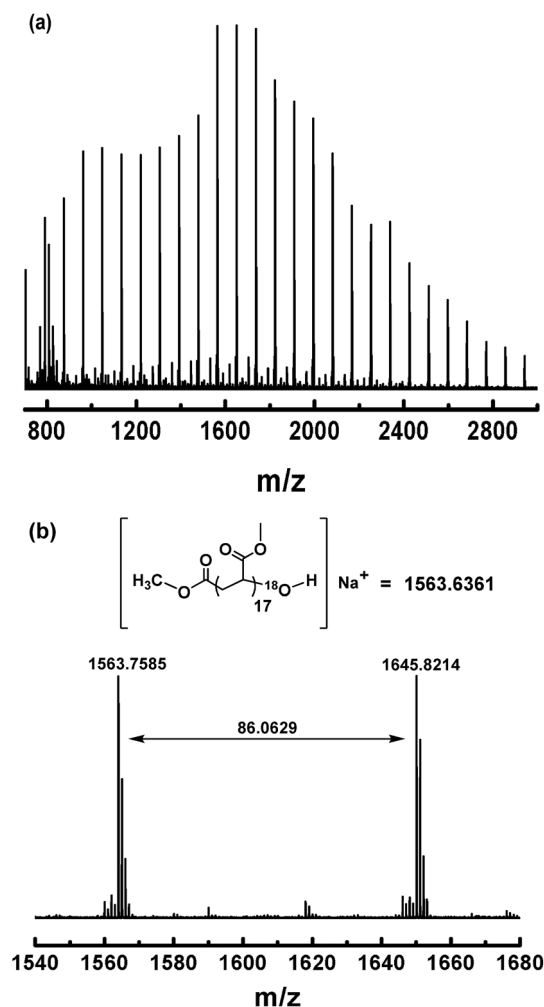 (a)
800 1200 1600 2000 2400 2800
m/z
(b)
O
O
H₃C
O
O
¹⁸O
H
17
Na⁺ = 1563.6361
1563.7585
1645.8214
86.0629
1540 1560 1580 1600 1620 1640 1660 1680
m/z